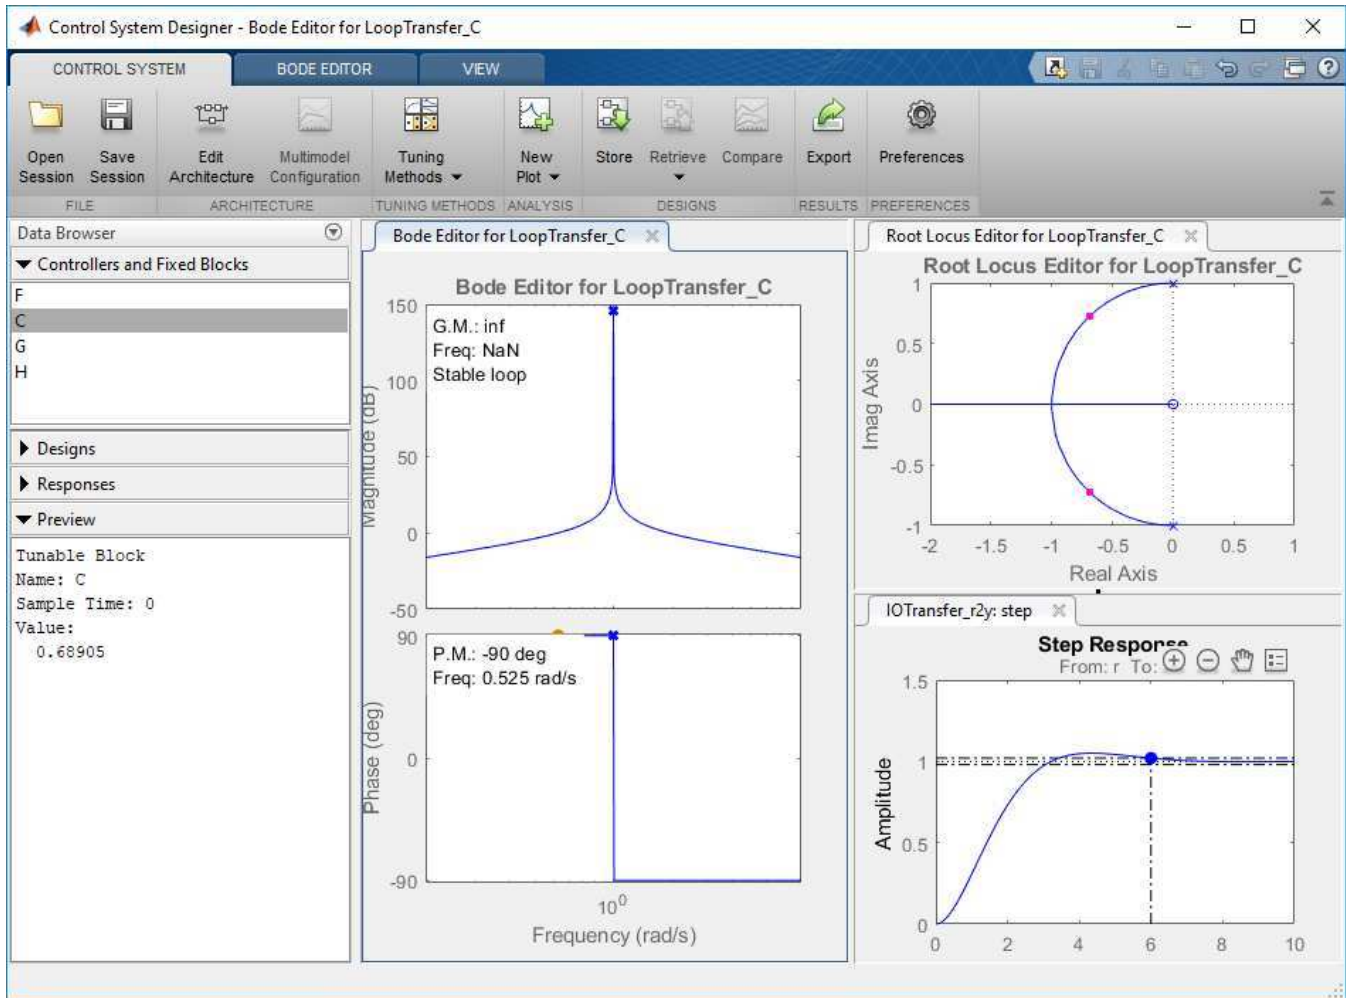 Control System Designer - Bode Editor for LoopTransfer_C
CONTROL SYSTEM
BODE EDITOR
VIEW
Open
Session
Save
Session
Edit
Architecture
Multimodel
Configuration
Tuning
Methods
New
Plot
Store
Retrieve
Compare
Export
Preferences
FILE
ARCHITECTURE
TUNING METHODS
ANALYSIS
DESIGNS
RESULTS
PREFERENCES
Data Browser
Controllers and Fixed Blocks
F
C
G
H
Designs
Responses
Preview
Tunable Block
Name: C
Sample Time: 0
Value:
0.68905
Bode Editor for LoopTransfer_C
Bode Editor for LoopTransfer_C
150
100
50
0
-50
Magnitude (dB)
G.M.: inf
Freq: NaN
Stable loop
90
0
-90
Phase (deg)
P.M.: -90 deg
Freq: 0.525 rad/s
10^0
Frequency (rad/s)
Root Locus Editor for LoopTransfer_C
Root Locus Editor for LoopTransfer_C
1
0.5
0
-0.5
-1
Imag Axis
-2 -1.5 -1 -0.5 0 0.5 1
Real Axis
IOTransfer_r2y: step
Step Response
From: r To:
1.5
1
0.5
0
Amplitude
0 2 4 6 8 10